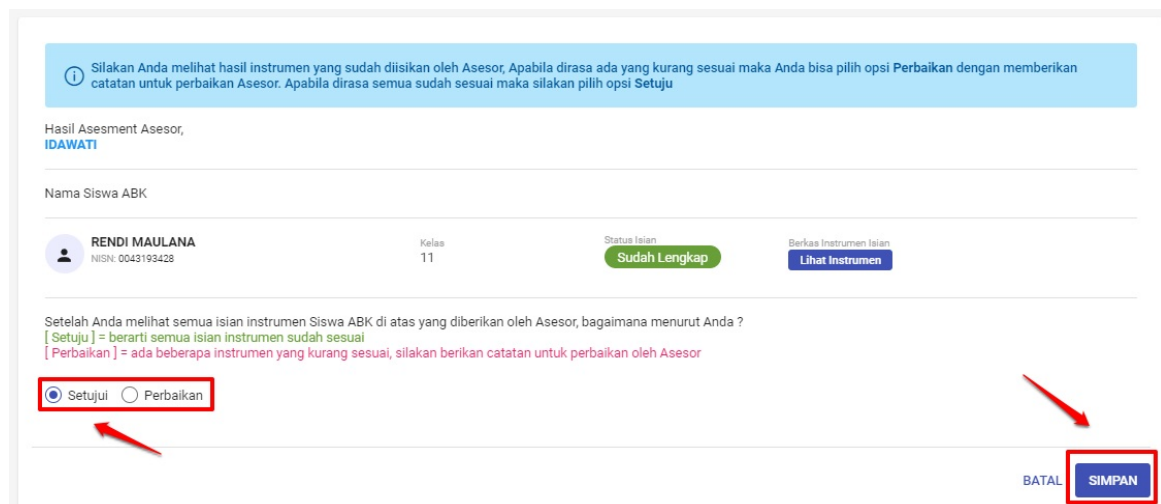 Silakan Anda melihat hasil instrumen yang sudah diisikan oleh Asesor, Apabila dirasa ada yang kurang sesuai maka Anda bisa pilih opsi Perbaikan dengan memberikan
catatan untuk perbaikan Asesor. Apabila dirasa semua sudah sesuai maka silakan pilih opsi Setuju
Hasil Asesment Asesor,
IDAWATI
Nama Siswa ABK
RENDI MAULANA
NISN: 0043193428
Kelas
11
Status Isian
Sudah Lengkap
Berkas Instrumen Isian
Lihat Instrumen
Setelah Anda melihat semua isian instrumen Siswa ABK di atas yang diberikan oleh Asesor, bagaimana menurut Anda ?
[ Setuju ] = berarti semua isian instrumen sudah sesuai
[ Perbaikan ] = ada beberapa instrumen yang kurang sesuai, silakan berikan catatan untuk perbaikan oleh Asesor
Setujui Perbaikan
BATAL SIMPAN